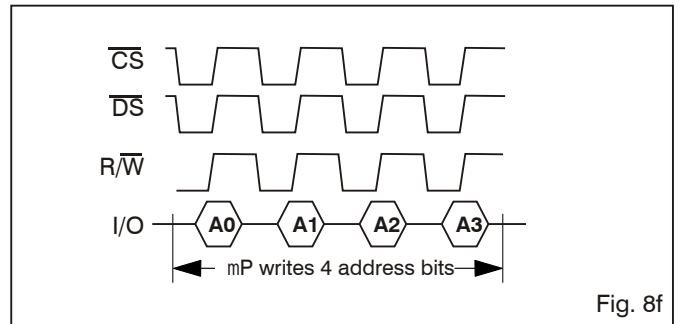 CS
DS
R/W
I/O A0 A1 A2 A3
mP writes 4 address bits
Fig. 8f